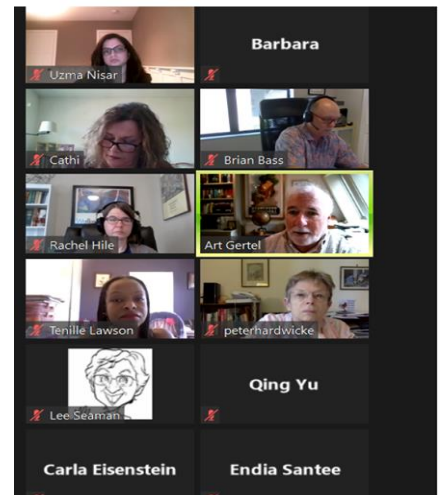 Uzma Nisar
Barbara
Cathi
Brian Bass
Rachel Hile
Art Gertel
Tenille Lawson
peterhardwicke
Lee Seaman
Qing Yu
Carla Eisenstein
Endia Santee